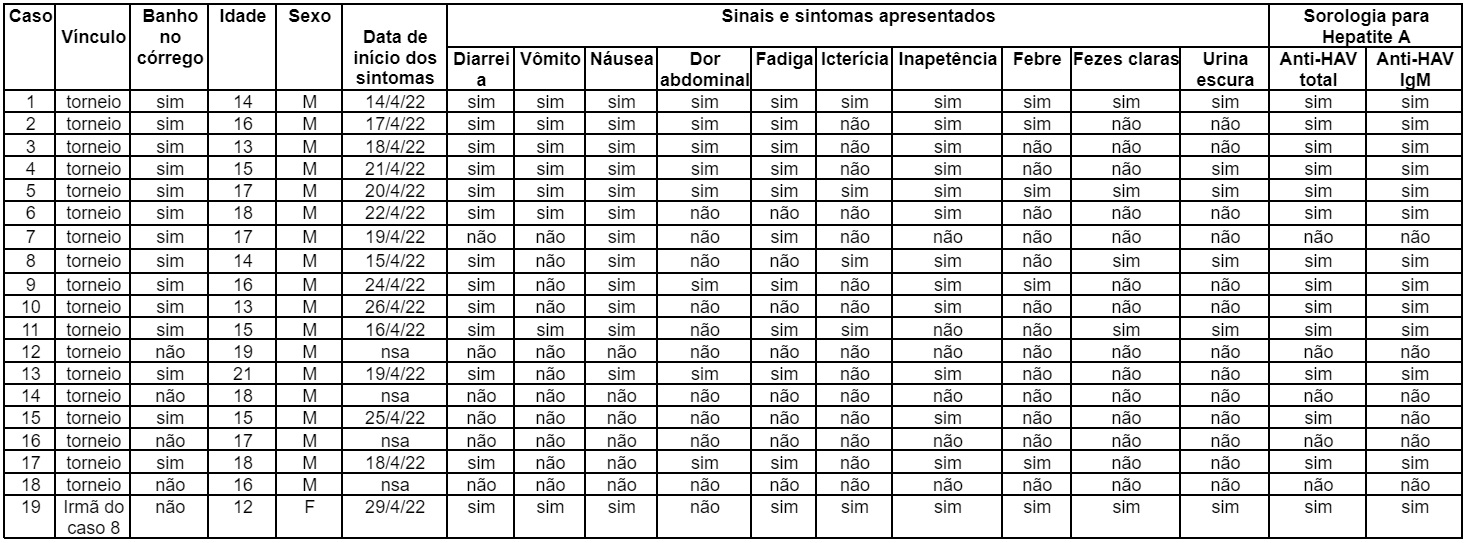 Caso Vínculo Banho no córrego Idade Sexo Data de início dos sintomas Sinais e sintomas apresentados Sorologia para Hepatite A
Diarreia Vômito Náusea Dor abdominal Fadiga Icterícia Inapetência Febre Fezes claras Urina escura Anti-HAV total Anti-HAV IgM
1 torneio sim 14 M 14/4/22 sim sim sim sim sim sim sim sim sim sim sim sim
2 torneio sim 16 M 17/4/22 sim sim sim sim sim não sim sim não não sim sim
3 torneio sim 13 M 18/4/22 sim sim sim sim sim não sim não não não sim sim
4 torneio sim 15 M 21/4/22 sim sim sim sim sim não sim não não sim sim sim
5 torneio sim 17 M 20/4/22 sim sim sim sim sim sim sim sim sim sim sim sim
6 torneio sim 18 M 22/4/22 sim sim sim não não não sim não não não sim sim
7 torneio sim 17 M 19/4/22 não não sim não sim não não não não não não não
8 torneio sim 14 M 15/4/22 sim não sim não não sim sim não sim sim sim sim
9 torneio sim 16 M 24/4/22 sim não sim sim sim não sim sim não não sim sim
10 torneio sim 13 M 26/4/22 sim não sim não não não sim não não não sim sim
11 torneio sim 15 M 16/4/22 sim sim sim não sim sim não não sim sim sim sim
12 torneio não 19 M nsa não não não não não não não não não não não não
13 torneio sim 21 M 19/4/22 sim não sim sim sim não sim não não não sim sim
14 torneio não 18 M nsa não não não não não não não não não não não não
15 torneio sim 15 M 25/4/22 não não não não não não sim não não não sim não
16 torneio não 17 M nsa não não não não não não não não não não não não
17 torneio sim 18 M 18/4/22 sim não não sim sim não sim sim não não sim sim
18 torneio não 16 M nsa não não não não não não não não não não não não
19 Irmã do caso 8 não 12 F 29/4/22 sim sim sim não sim sim sim sim sim sim sim sim